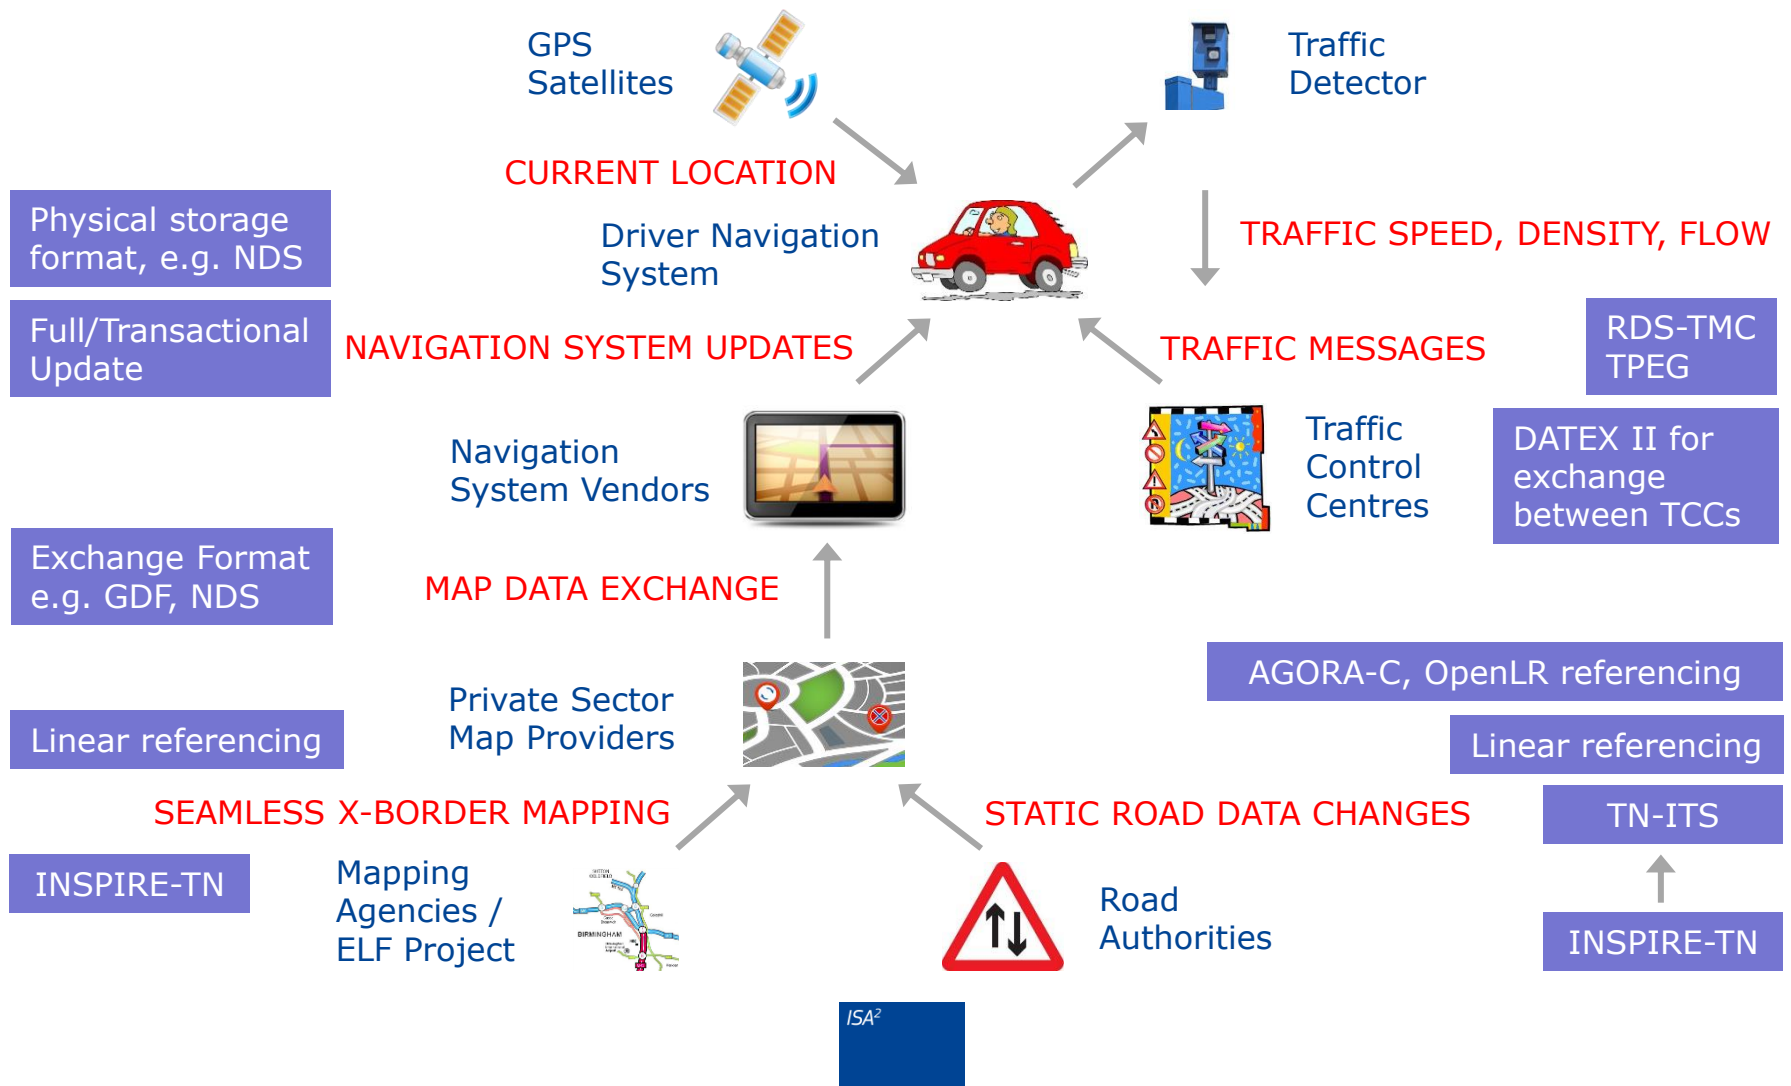 GPS
Satellites
Traffic
Detector
CURRENT LOCATION
Physical storage
format, e.g. NDS
Driver Navigation
System
TRAFFIC SPEED, DENSITY, FLOW
Full/Transactional
Update
NAVIGATION SYSTEM UPDATES
TRAFFIC MESSAGES
RDS-TMC
TPEG
Navigation
System Vendors
Traffic
Control
Centres
DATEX II for
exchange
between TCCs
Exchange Format
e.g. GDF, NDS
MAP DATA EXCHANGE
AGORA-C, OpenLR referencing
Private Sector
Map Providers
Linear referencing
Linear referencing
SEAMLESS X-BORDER MAPPING
STATIC ROAD DATA CHANGES
TN-ITS
INSPIRE-TN
Mapping
Agencies /
ELF Project
BIRMINGHAM
Road
Authorities
INSPIRE-TN
ISA²